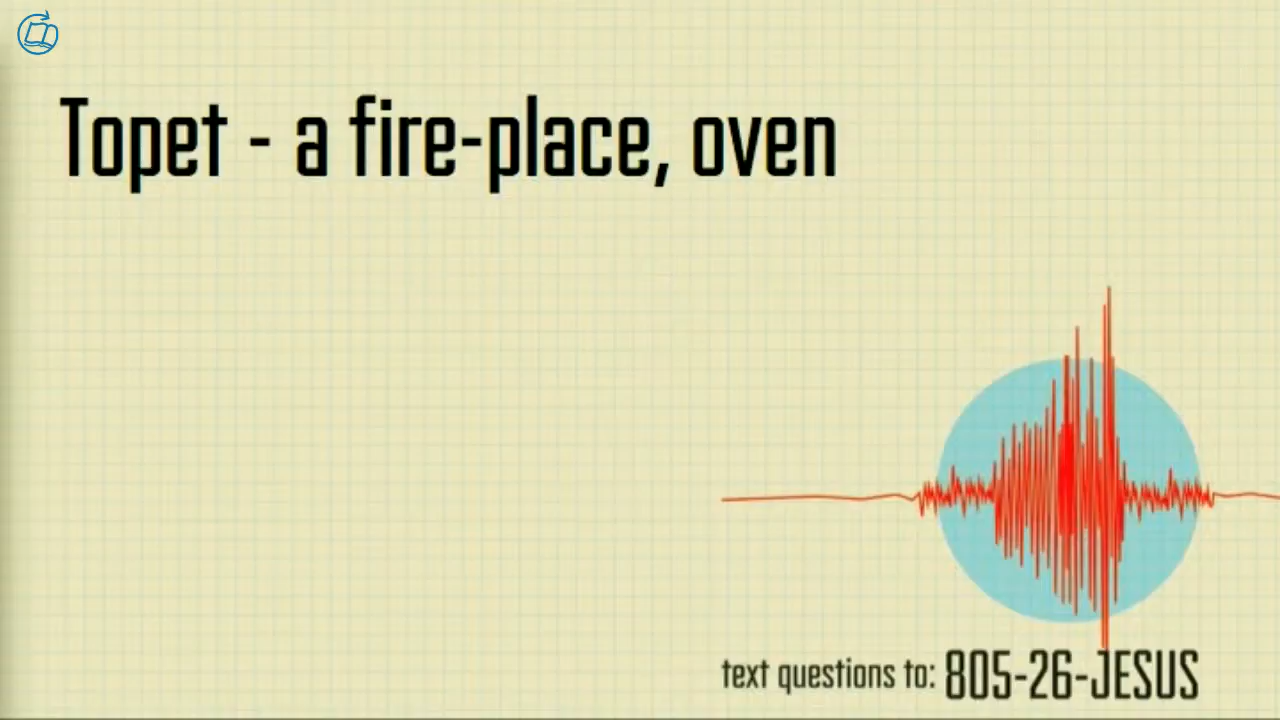 Topet - a fire-place, oven
text questions to: 805-26-JESUS